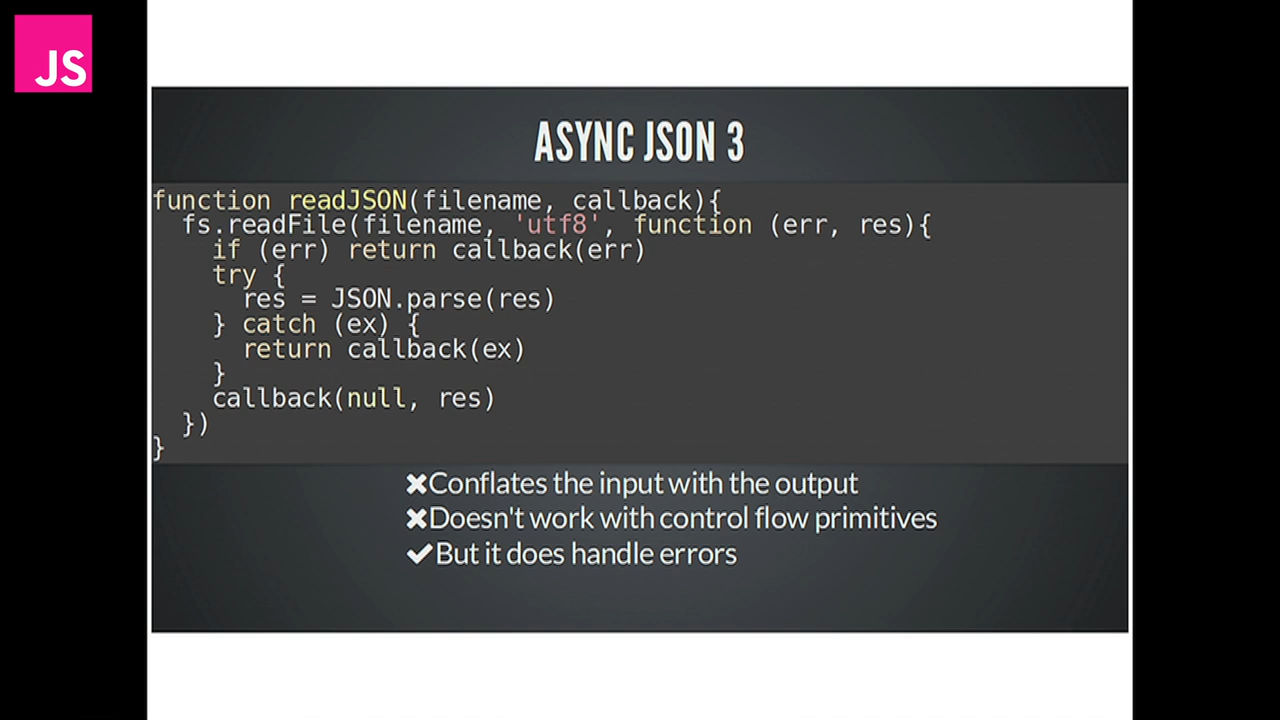 JS
ASYNC JSON 3
function readJSON(filename, callback){
  fs.readFile(filename, 'utf8', function (err, res){
    if (err) return callback(err)
    try {
      res = JSON.parse(res)
    } catch (ex) {
      return callback(ex)
    }
    callback(null, res)
  })
}
✖Conflates the input with the output
✖Doesn't work with control flow primitives
✔But it does handle errors